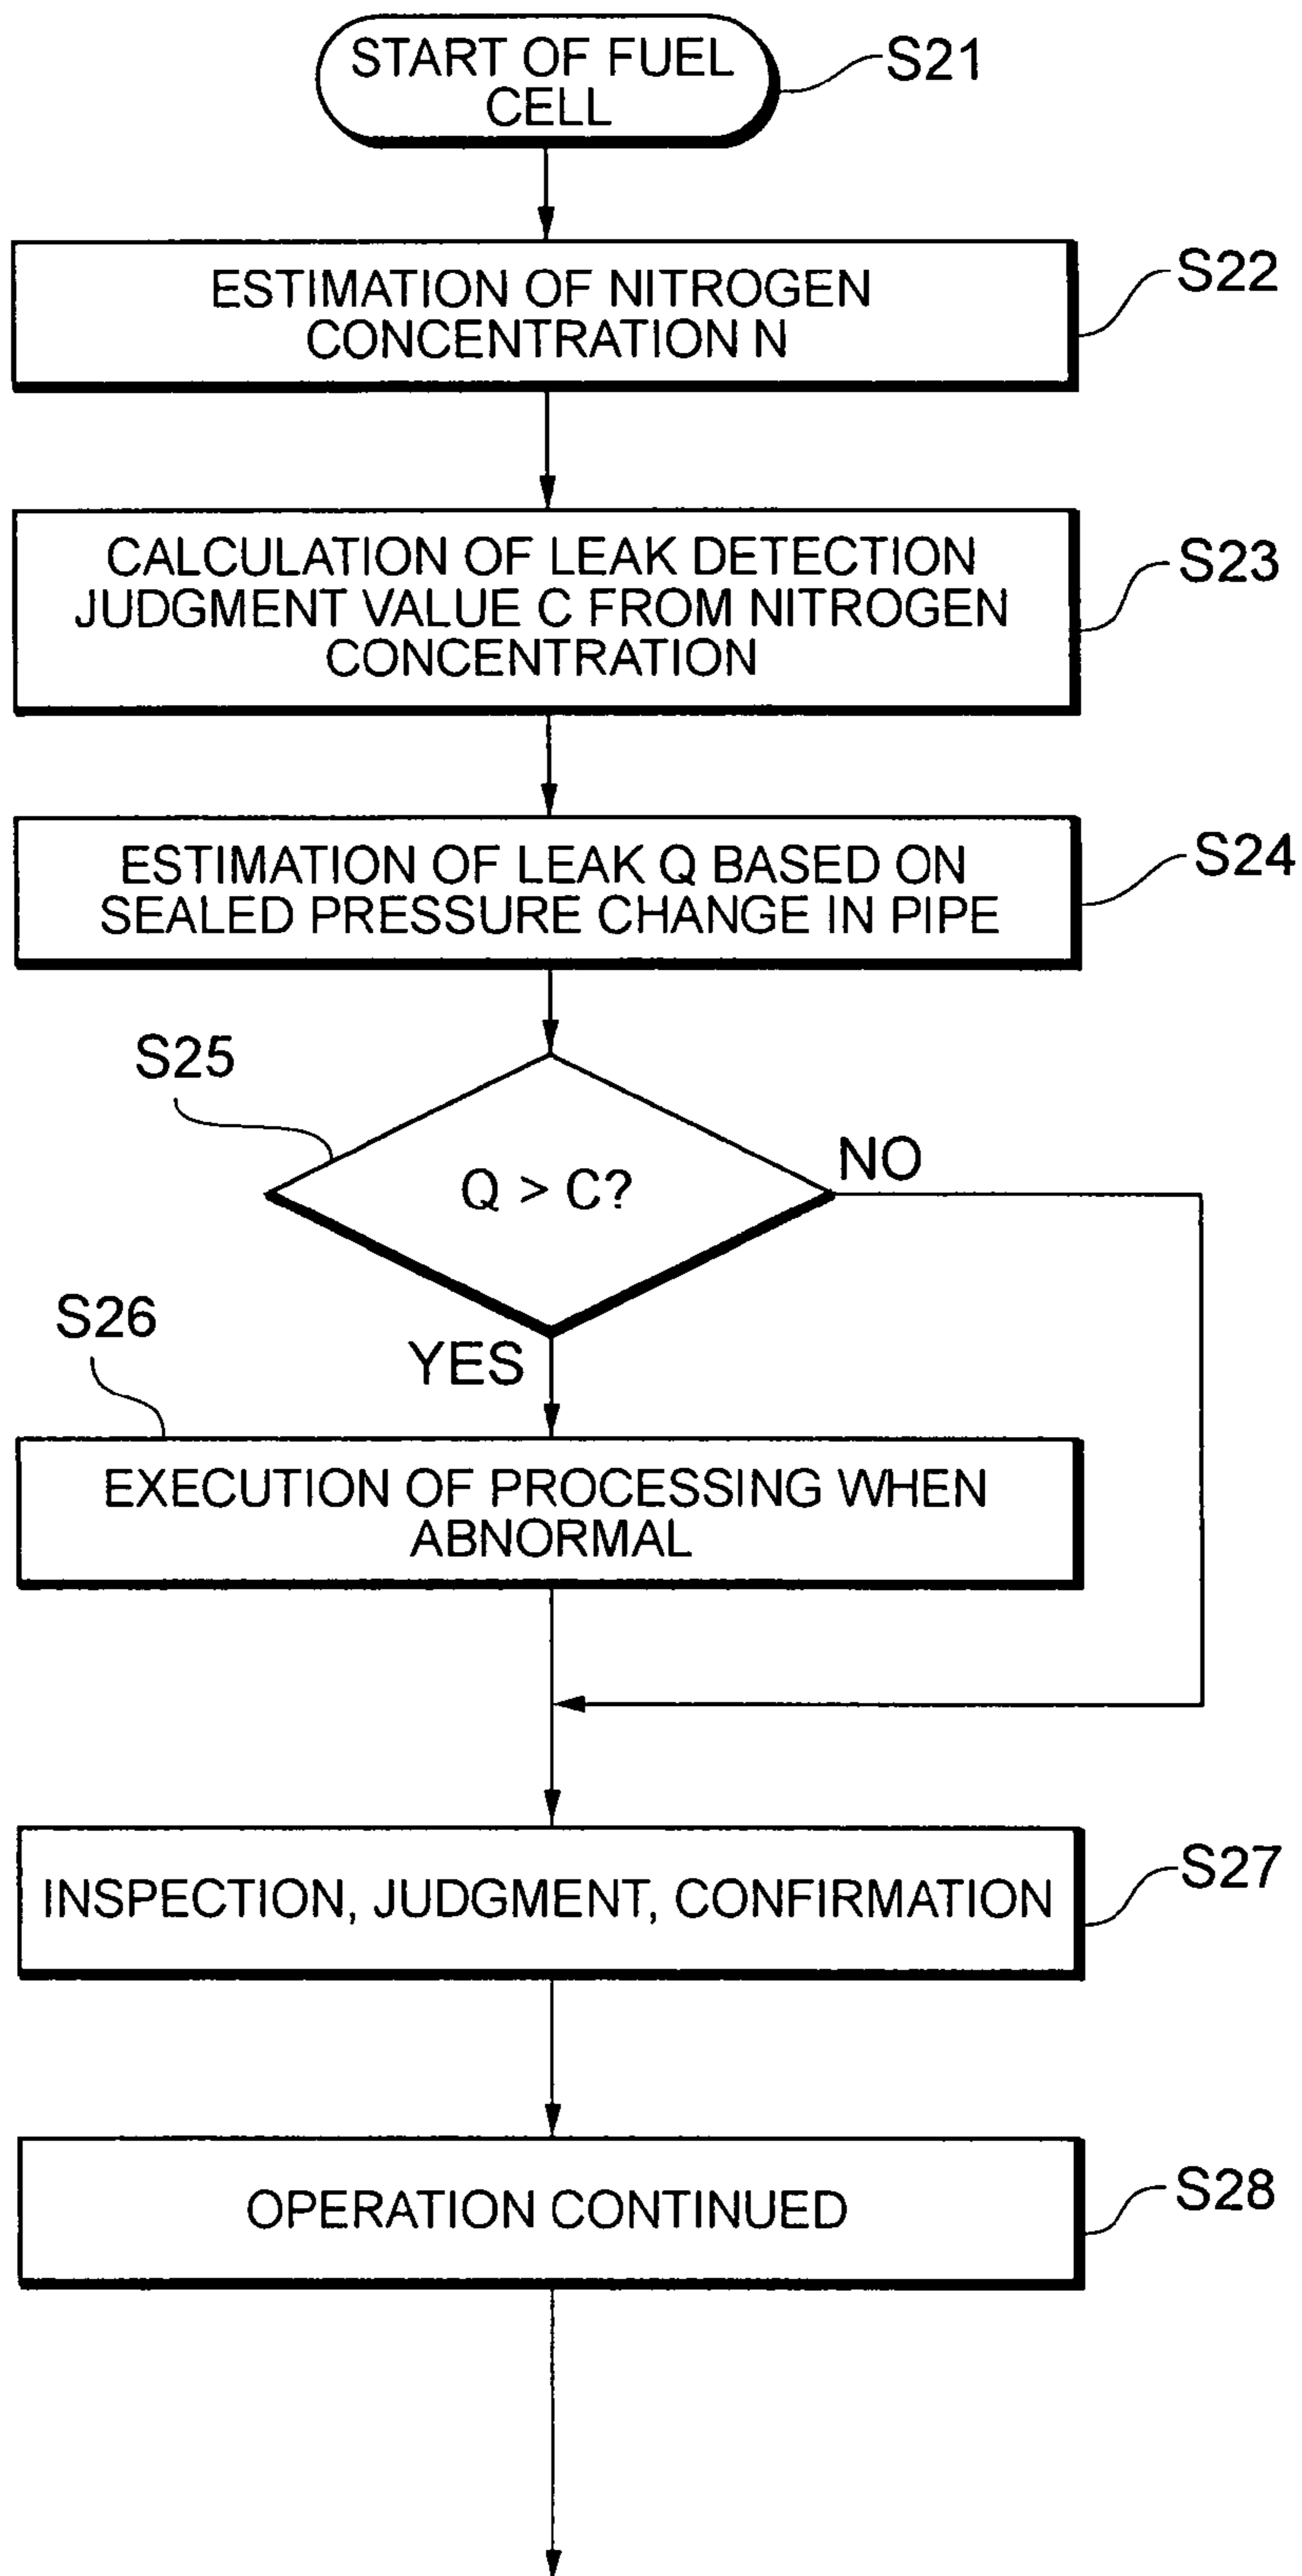 START OF FUEL
CELL
S21
ESTIMATION OF NITROGEN
CONCENTRATION N
S22
CALCULATION OF LEAK DETECTION
JUDGMENT VALUE C FROM NITROGEN
CONCENTRATION
S23
ESTIMATION OF LEAK Q BASED ON
SEALED PRESSURE CHANGE IN PIPE
S24
S25
Q > C?
NO
YES
S26
EXECUTION OF PROCESSING WHEN
ABNORMAL
INSPECTION, JUDGMENT, CONFIRMATION
S27
OPERATION CONTINUED
S28